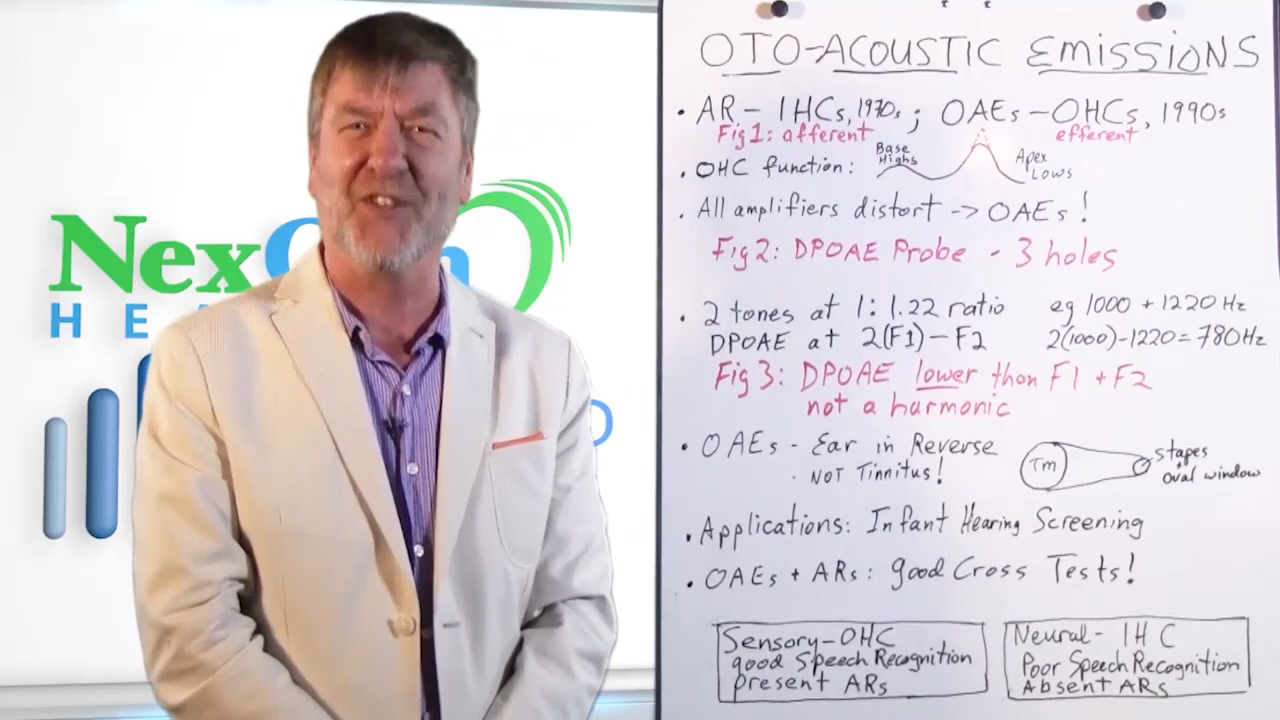 NexGen
H E A
D
OTO-ACOUSTIC EMISSIONS
• AR - IHCs, 1970s ; OAEs - OHCs, 1990s
Fig 1: afferent efferent
• OHC function: Base Highs Apex Lows
• All amplifiers distort -> OAEs!
Fig 2: DPOAE Probe - 3 holes
• 2 tones at 1: 1.22 ratio eg 1000 + 1220 Hz
DPOAE at 2(F1)-F2 2(1000)-1220=780Hz
Fig 3: DPOAE lower than F1 + F2
not a harmonic
• OAEs - Ear in Reverse
• NOT Tinnitus!
Tm
stapes
+
oval window
• Applications: Infant Hearing Screening
• OAEs + ARs: good Cross Tests!
Sensory-OHC
good Speech Recognition
present ARs
Neural- IHC
Poor Speech Recognition
Absent ARs